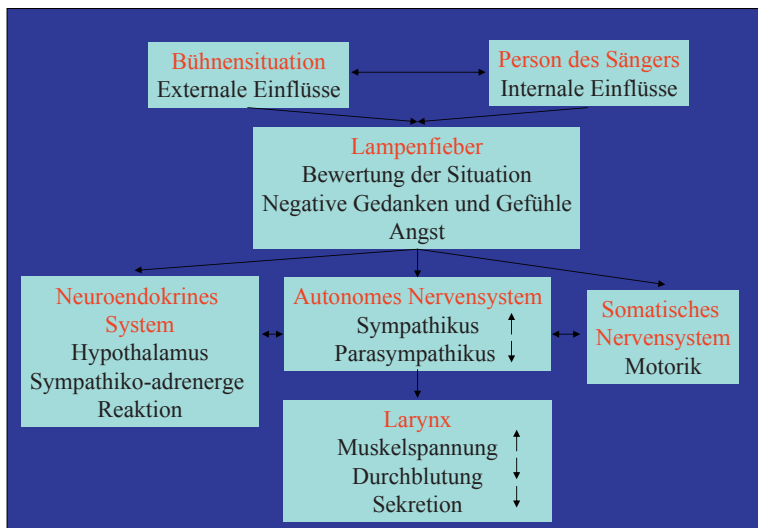 Bühnensituation
Externale Einflüsse
Person des Sängers
Internale Einflüsse
Lampenfieber
Bewertung der Situation
Negative Gedanken und Gefühle
Angst
Neuroendokrines
System
Hypothalamus
Sympathiko-adrenerge
Reaktion
Autonomes Nervensystem
Sympathikus ↑
Parasympathikus ↓
Somatisches
Nervensystem
Motorik
Larynx
Muskelspannung ↑
Durchblutung ↓
Sekretion ↓